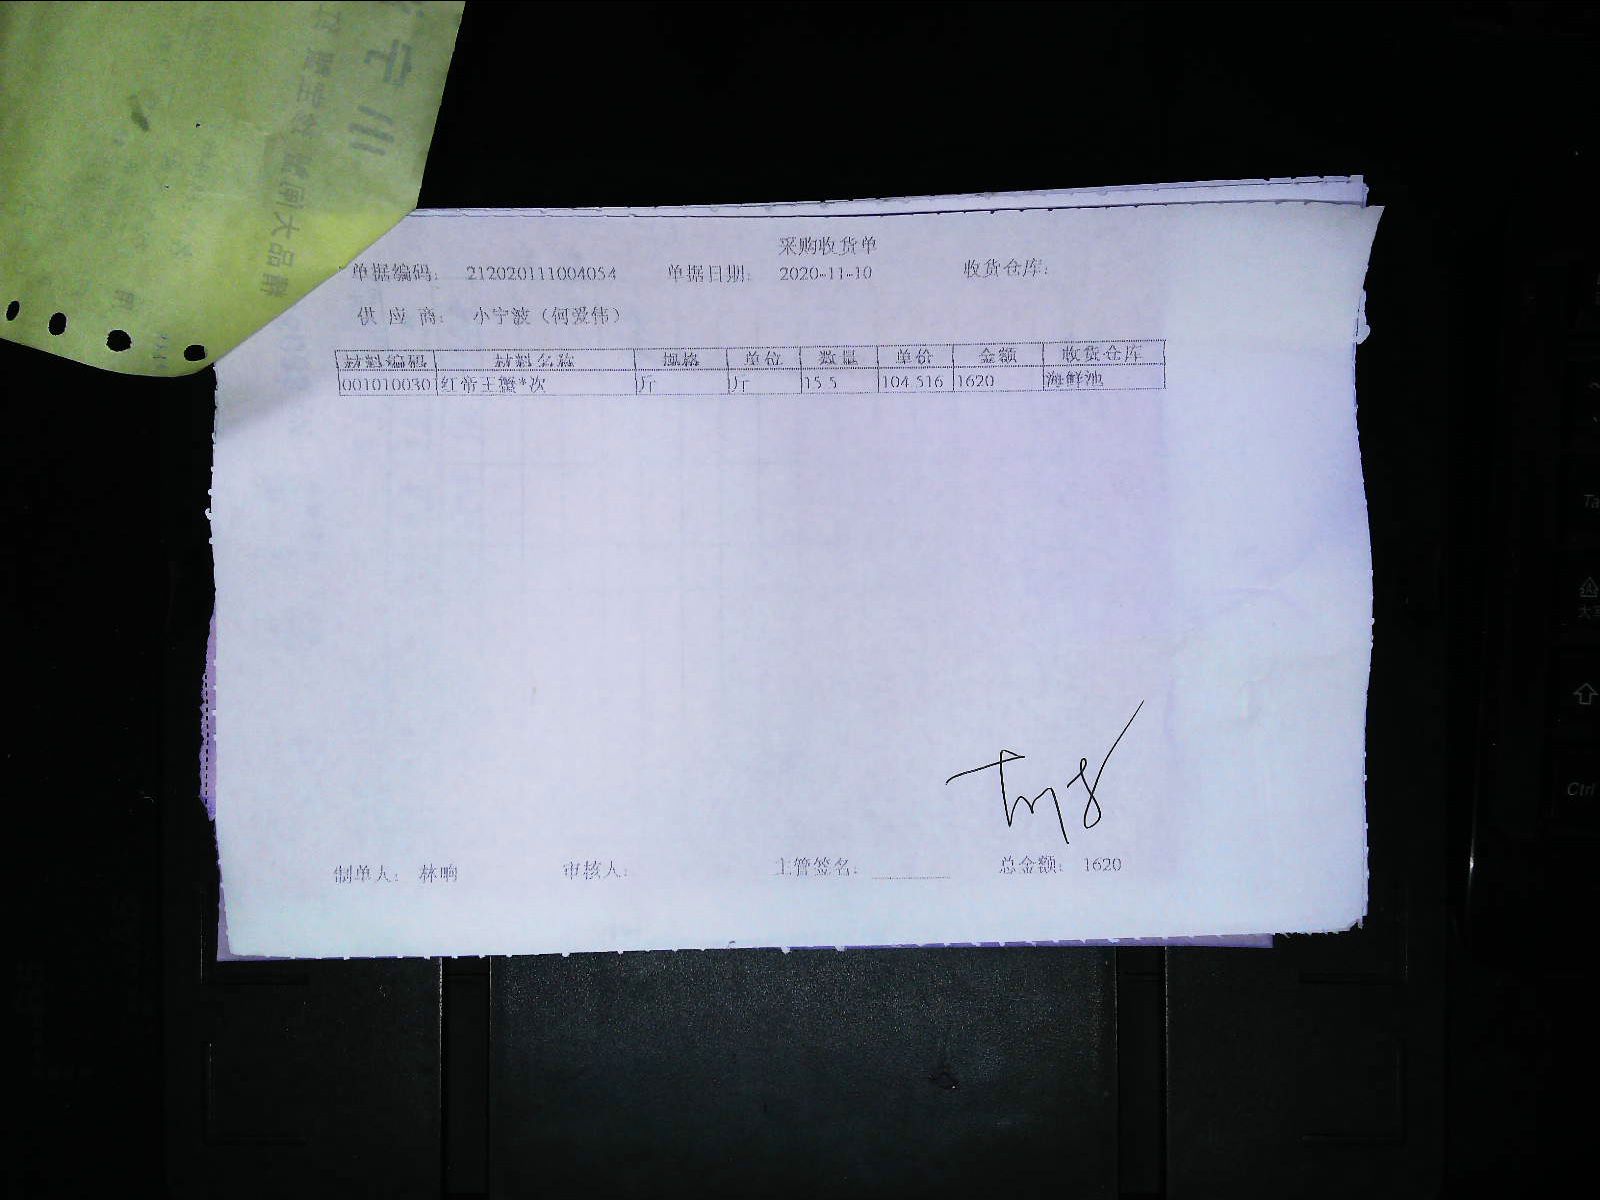 采购收货单
单据编码: 212020111004054 单据日期: 2020-11-10 收货仓库:
供 应 商: 小宁波（何爱伟）
材料编码 材料名称 规格 单位 数量 单价 金额 收货仓库
001010030 红帝王蟹*次 斤 斤 15.5 104.516 1620 海鲜池
制单人: 林响 审核人: 主管签名: 总金额: 1620